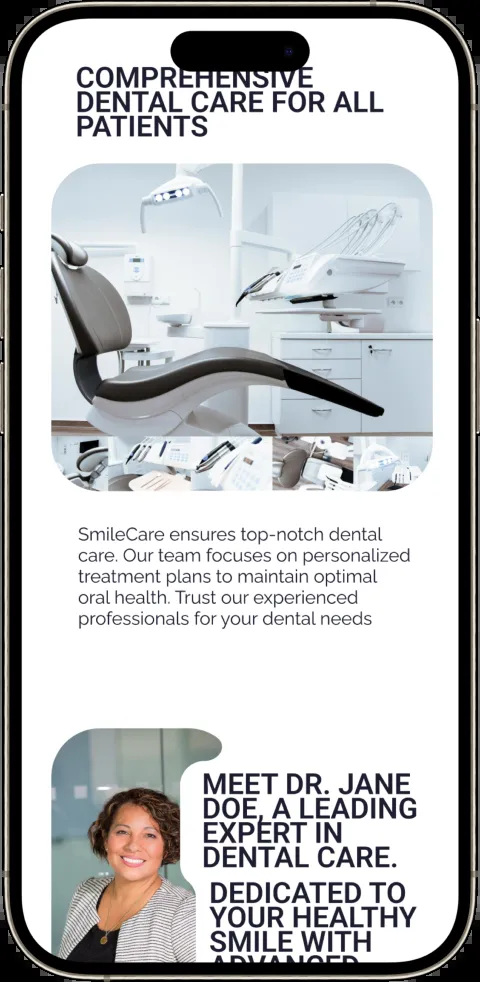 COMPREHENSIVE
DENTAL CARE FOR ALL
PATIENTS
SmileCare ensures top-notch dental
care. Our team focuses on personalized
treatment plans to maintain optimal
oral health. Trust our experienced
professionals for your dental needs
MEET DR. JANE
DOE, A LEADING
EXPERT IN
DENTAL CARE.
DEDICATED TO
YOUR HEALTHY
SMILE WITH
ADVANCED